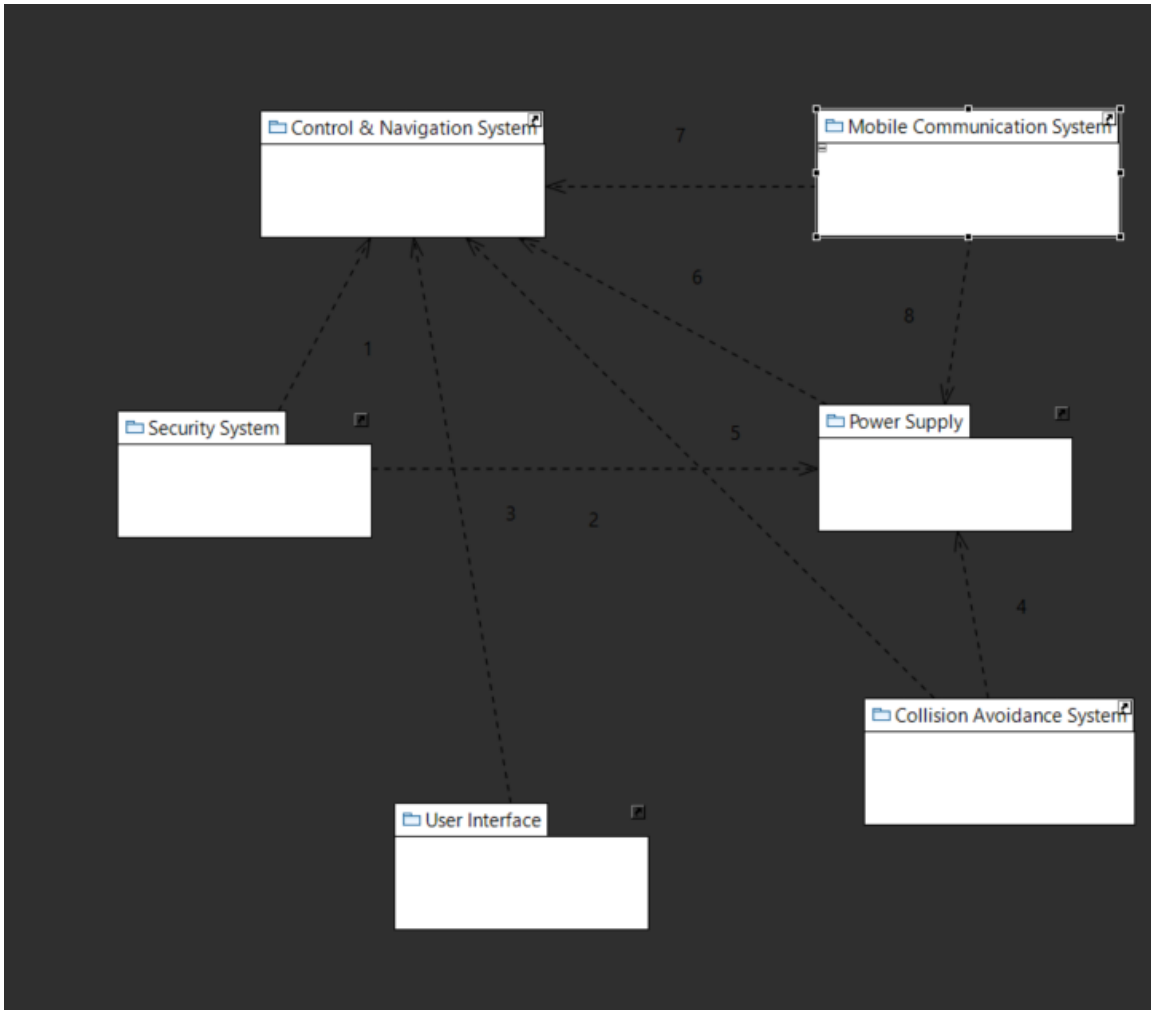 Control & Navigation System
7
Mobile Communication System
6
8
1
Security System
5
Power Supply
3
2
4
Collision Avoidance System
User Interface